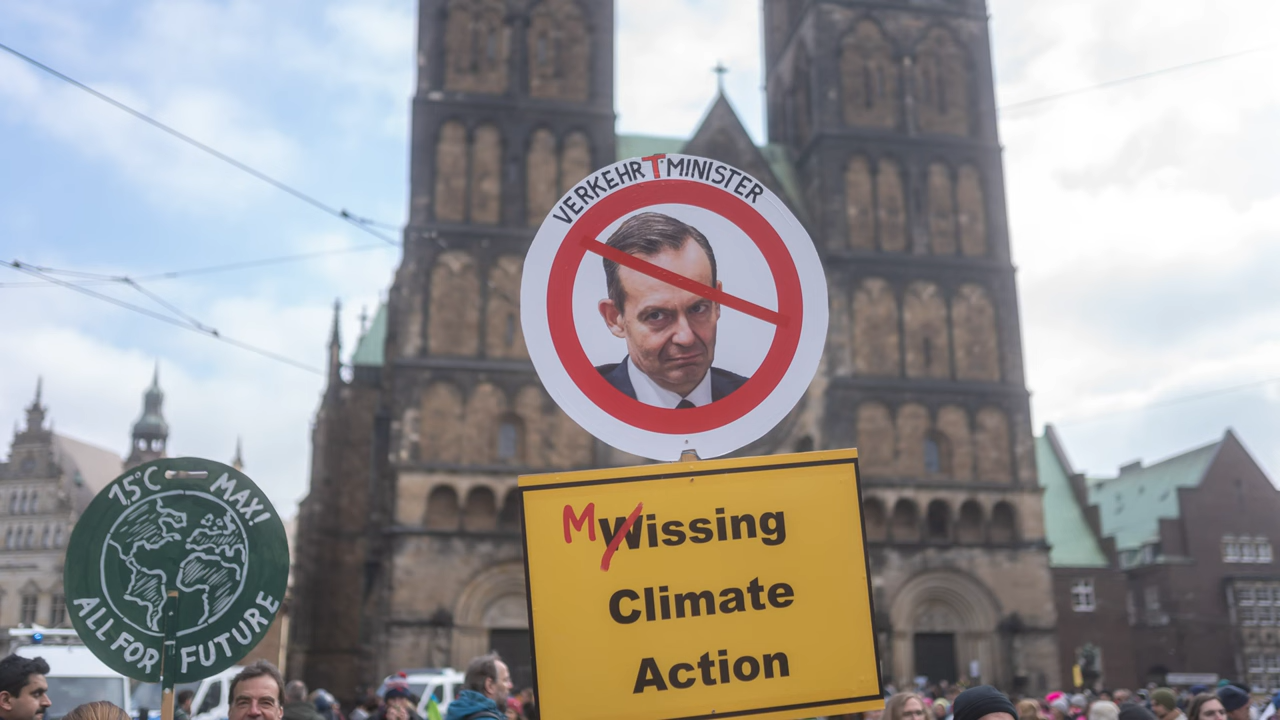 VERKEHRTMINISTER
MWissing
Climate
Action
1,5°C MAX!
ALL FOR FUTURE